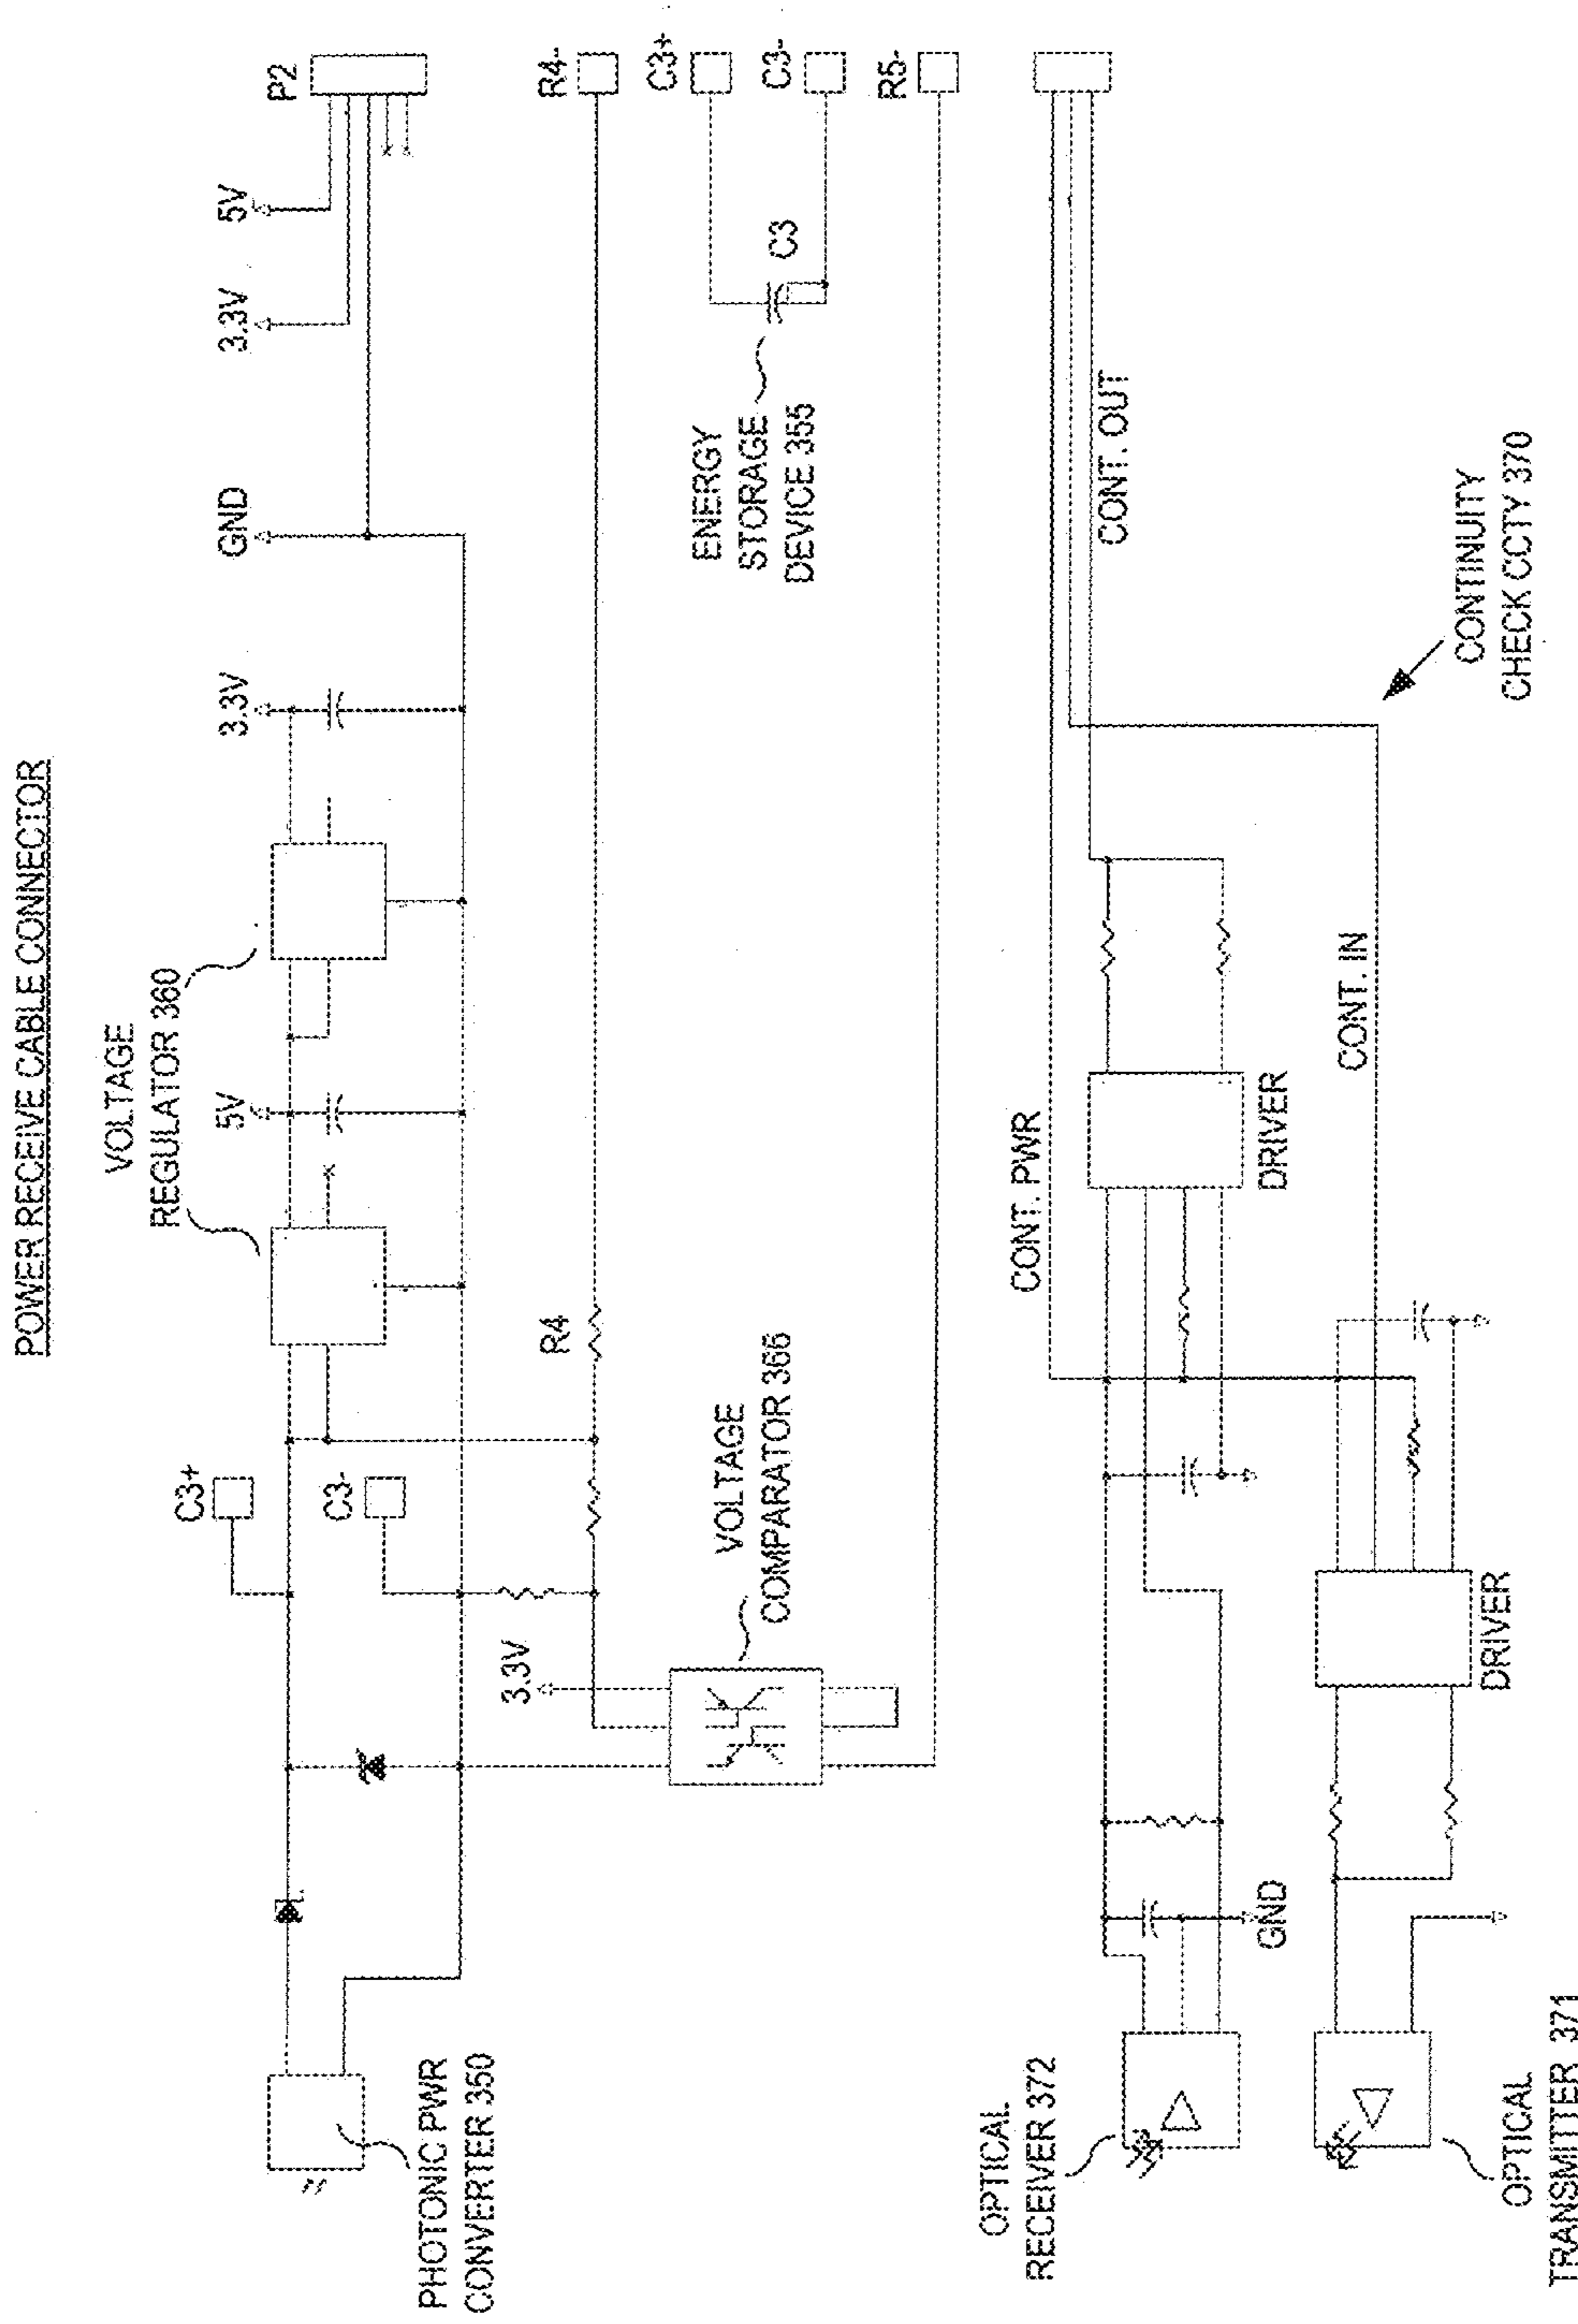 POWER RECEIVE CABLE CONNECTOR
VOLTAGE
REGULATOR 360
5V
3.3V
GND
3.3V
5V
P2
C3+
C3-
R4
R4-
3.3V
VOLTAGE
COMPARATOR 366
ENERGY
STORAGE
DEVICE 355
C3
C3+
C3-
R5-
PHOTONIC PWR
CONVERTER 350
OPTICAL
RECEIVER 372
GND
CONT. PWR
DRIVER
CONT. OUT
CONT. IN
DRIVER
CONTINUITY
CHECK CCTY 370
OPTICAL
TRANSMITTER 371